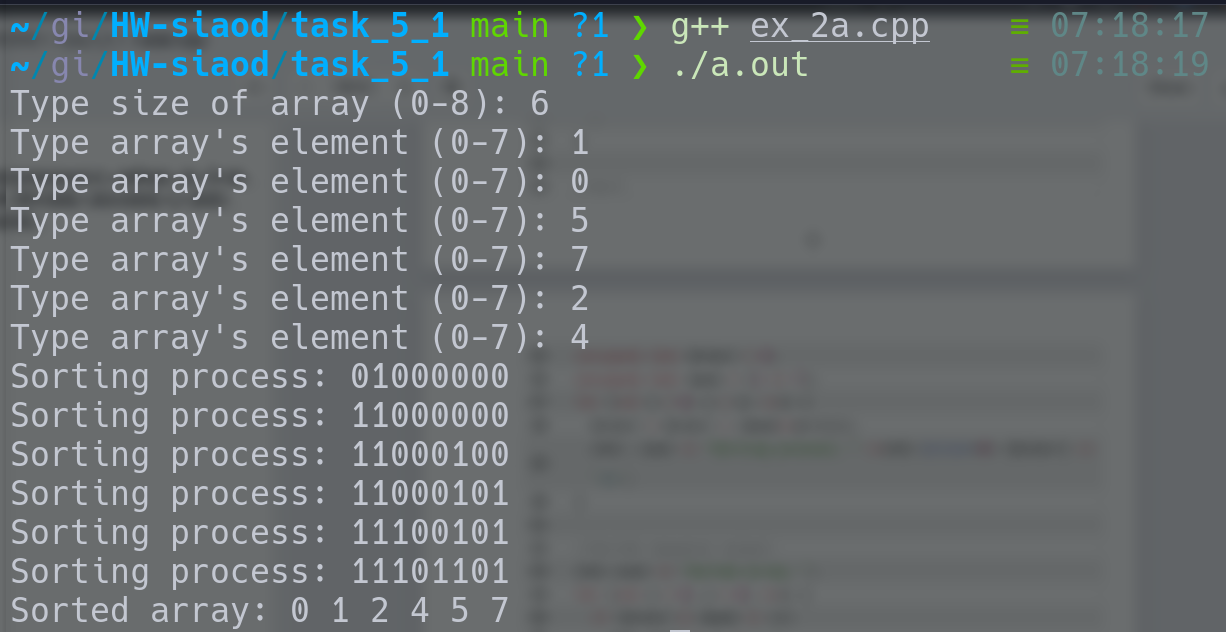 ~/gi/HW-siaod/task_5_1 main ?1 ❯ g++ ex_2a.cpp ≡ 07:18:17
~/gi/HW-siaod/task_5_1 main ?1 ❯ ./a.out ≡ 07:18:19
Type size of array (0-8): 6
Type array's element (0-7): 1
Type array's element (0-7): 0
Type array's element (0-7): 5
Type array's element (0-7): 7
Type array's element (0-7): 2
Type array's element (0-7): 4
Sorting process: 01000000
Sorting process: 11000000
Sorting process: 11000100
Sorting process: 11000101
Sorting process: 11100101
Sorting process: 11101101
Sorted array: 0 1 2 4 5 7